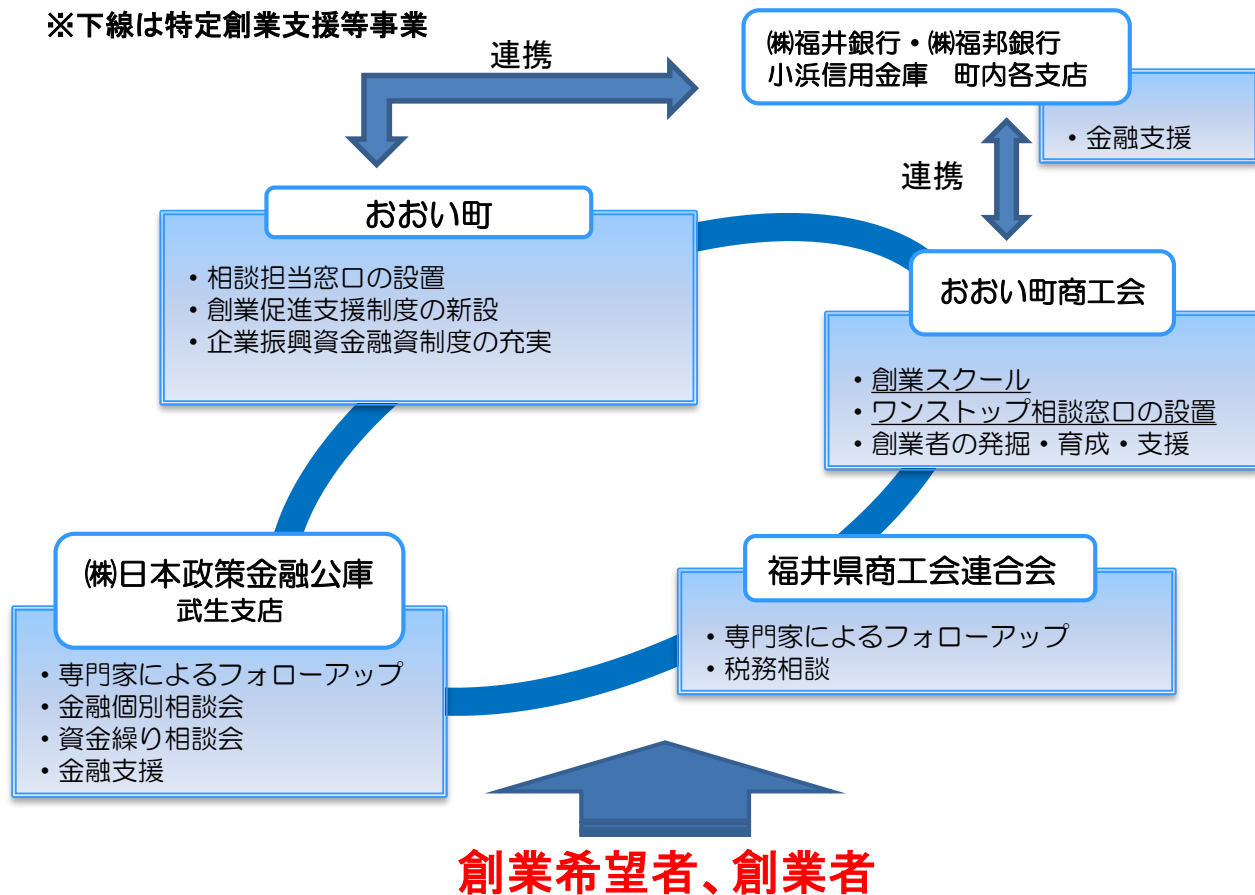 ※下線は特定創業支援等事業
連携
㈱福井銀行・㈱福邦銀行
小浜信用金庫　町内各支店
・金融支援
連携
おおい町
・相談担当窓口の設置
・創業促進支援制度の新設
・企業振興資金融資制度の充実
おおい町商工会
・創業スクール
・ワンストップ相談窓口の設置
・創業者の発掘・育成・支援
㈱日本政策金融公庫
武生支店
・専門家によるフォローアップ
・金融個別相談会
・資金繰り相談会
・金融支援
福井県商工会連合会
・専門家によるフォローアップ
・税務相談
創業希望者、創業者